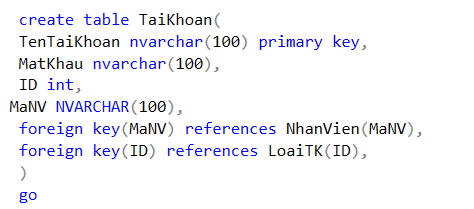 create table TaiKhoan(
TenTaiKhoan nvarchar(100) primary key,
MatKhau nvarchar(100),
ID int,
MaNV NVARCHAR(100),
foreign key(MaNV) references NhanVien(MaNV),
foreign key(ID) references LoaiTK(ID),
)
go